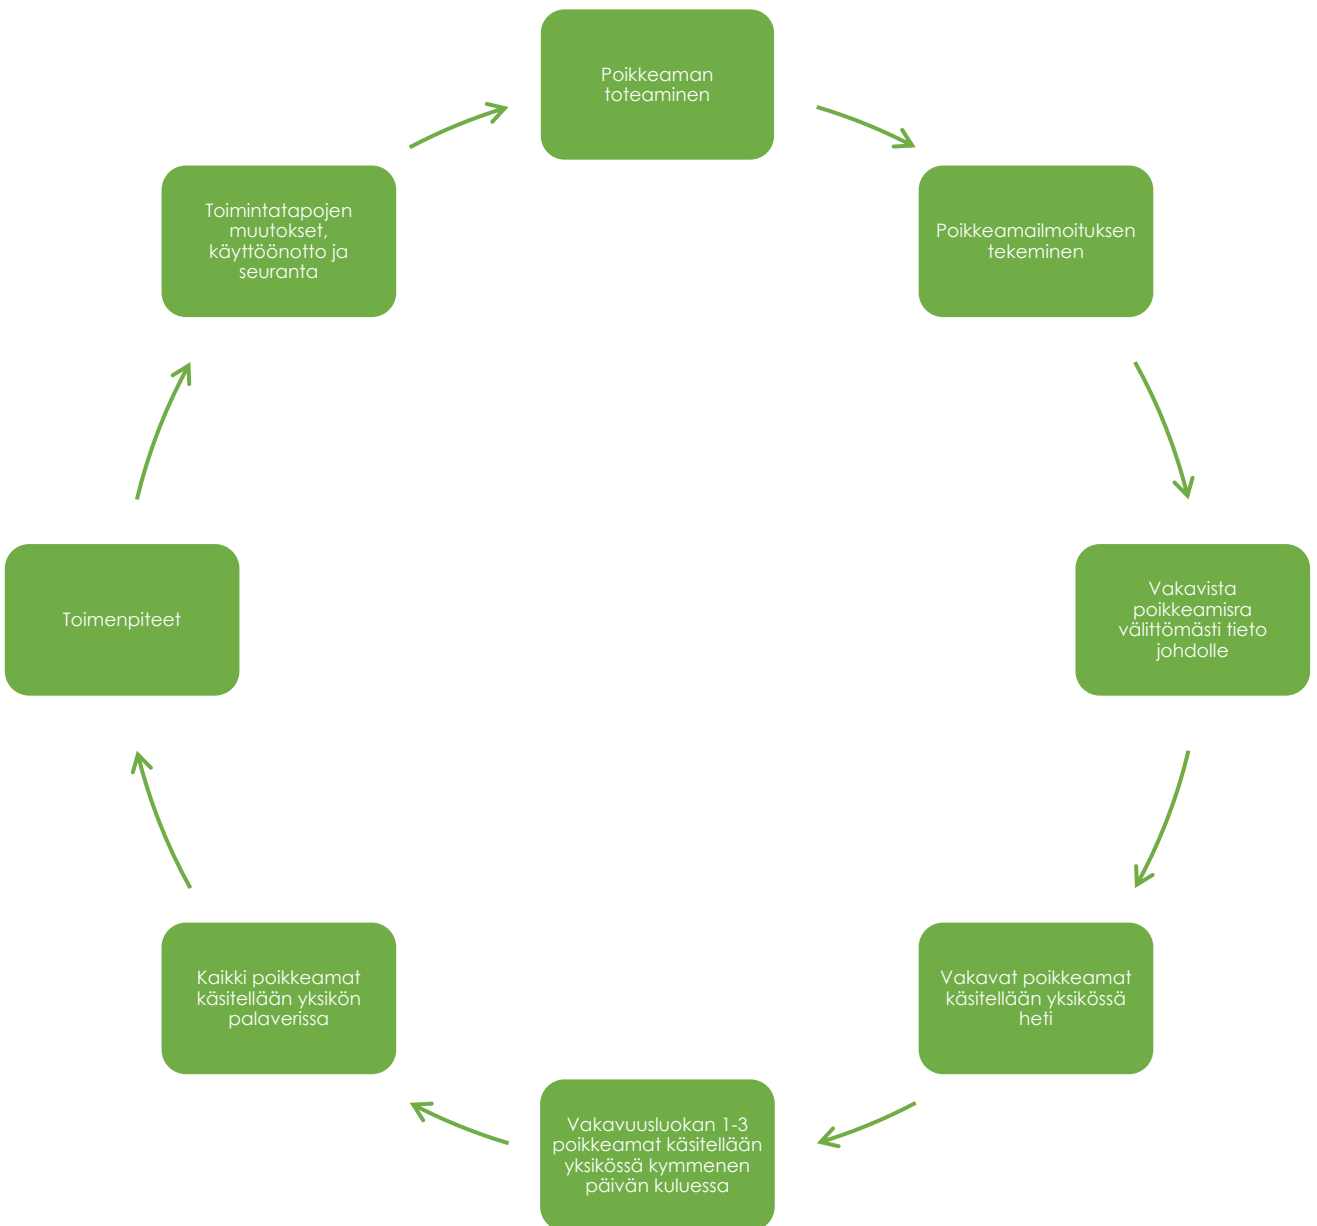 Poikkeaman
toteaminen
Poikkeamailmoituksen
tekeminen
Vakavista
poikkeamisra
välittömästi tieto
johdolle
Vakavat poikkeamat
käsitellään yksikössä
heti
Vakavuusluokan 1-3
poikkeamat käsitellään
yksikössä kymmenen
päivän kuluessa
Kaikki poikkeamat
käsitellään yksikön
palaverissa
Toimenpiteet
Toimintatapojen
muutokset,
käyttöönotto ja
seuranta